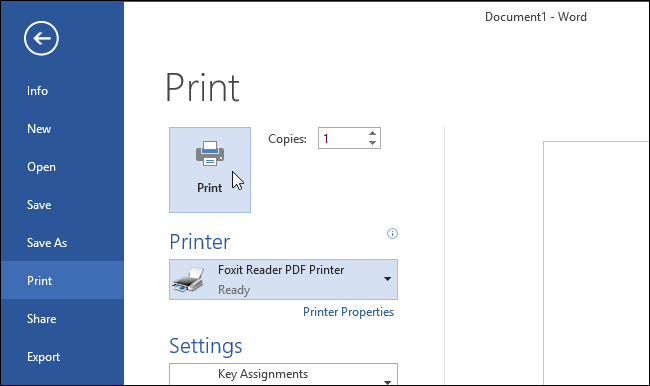 Document1 - Word
Info
New
Open
Save
Save As
Print
Share
Export
Print
Print
Copies: 1
Printer
Foxit Reader PDF Printer
Ready
Printer Properties
Settings
Key Assignments